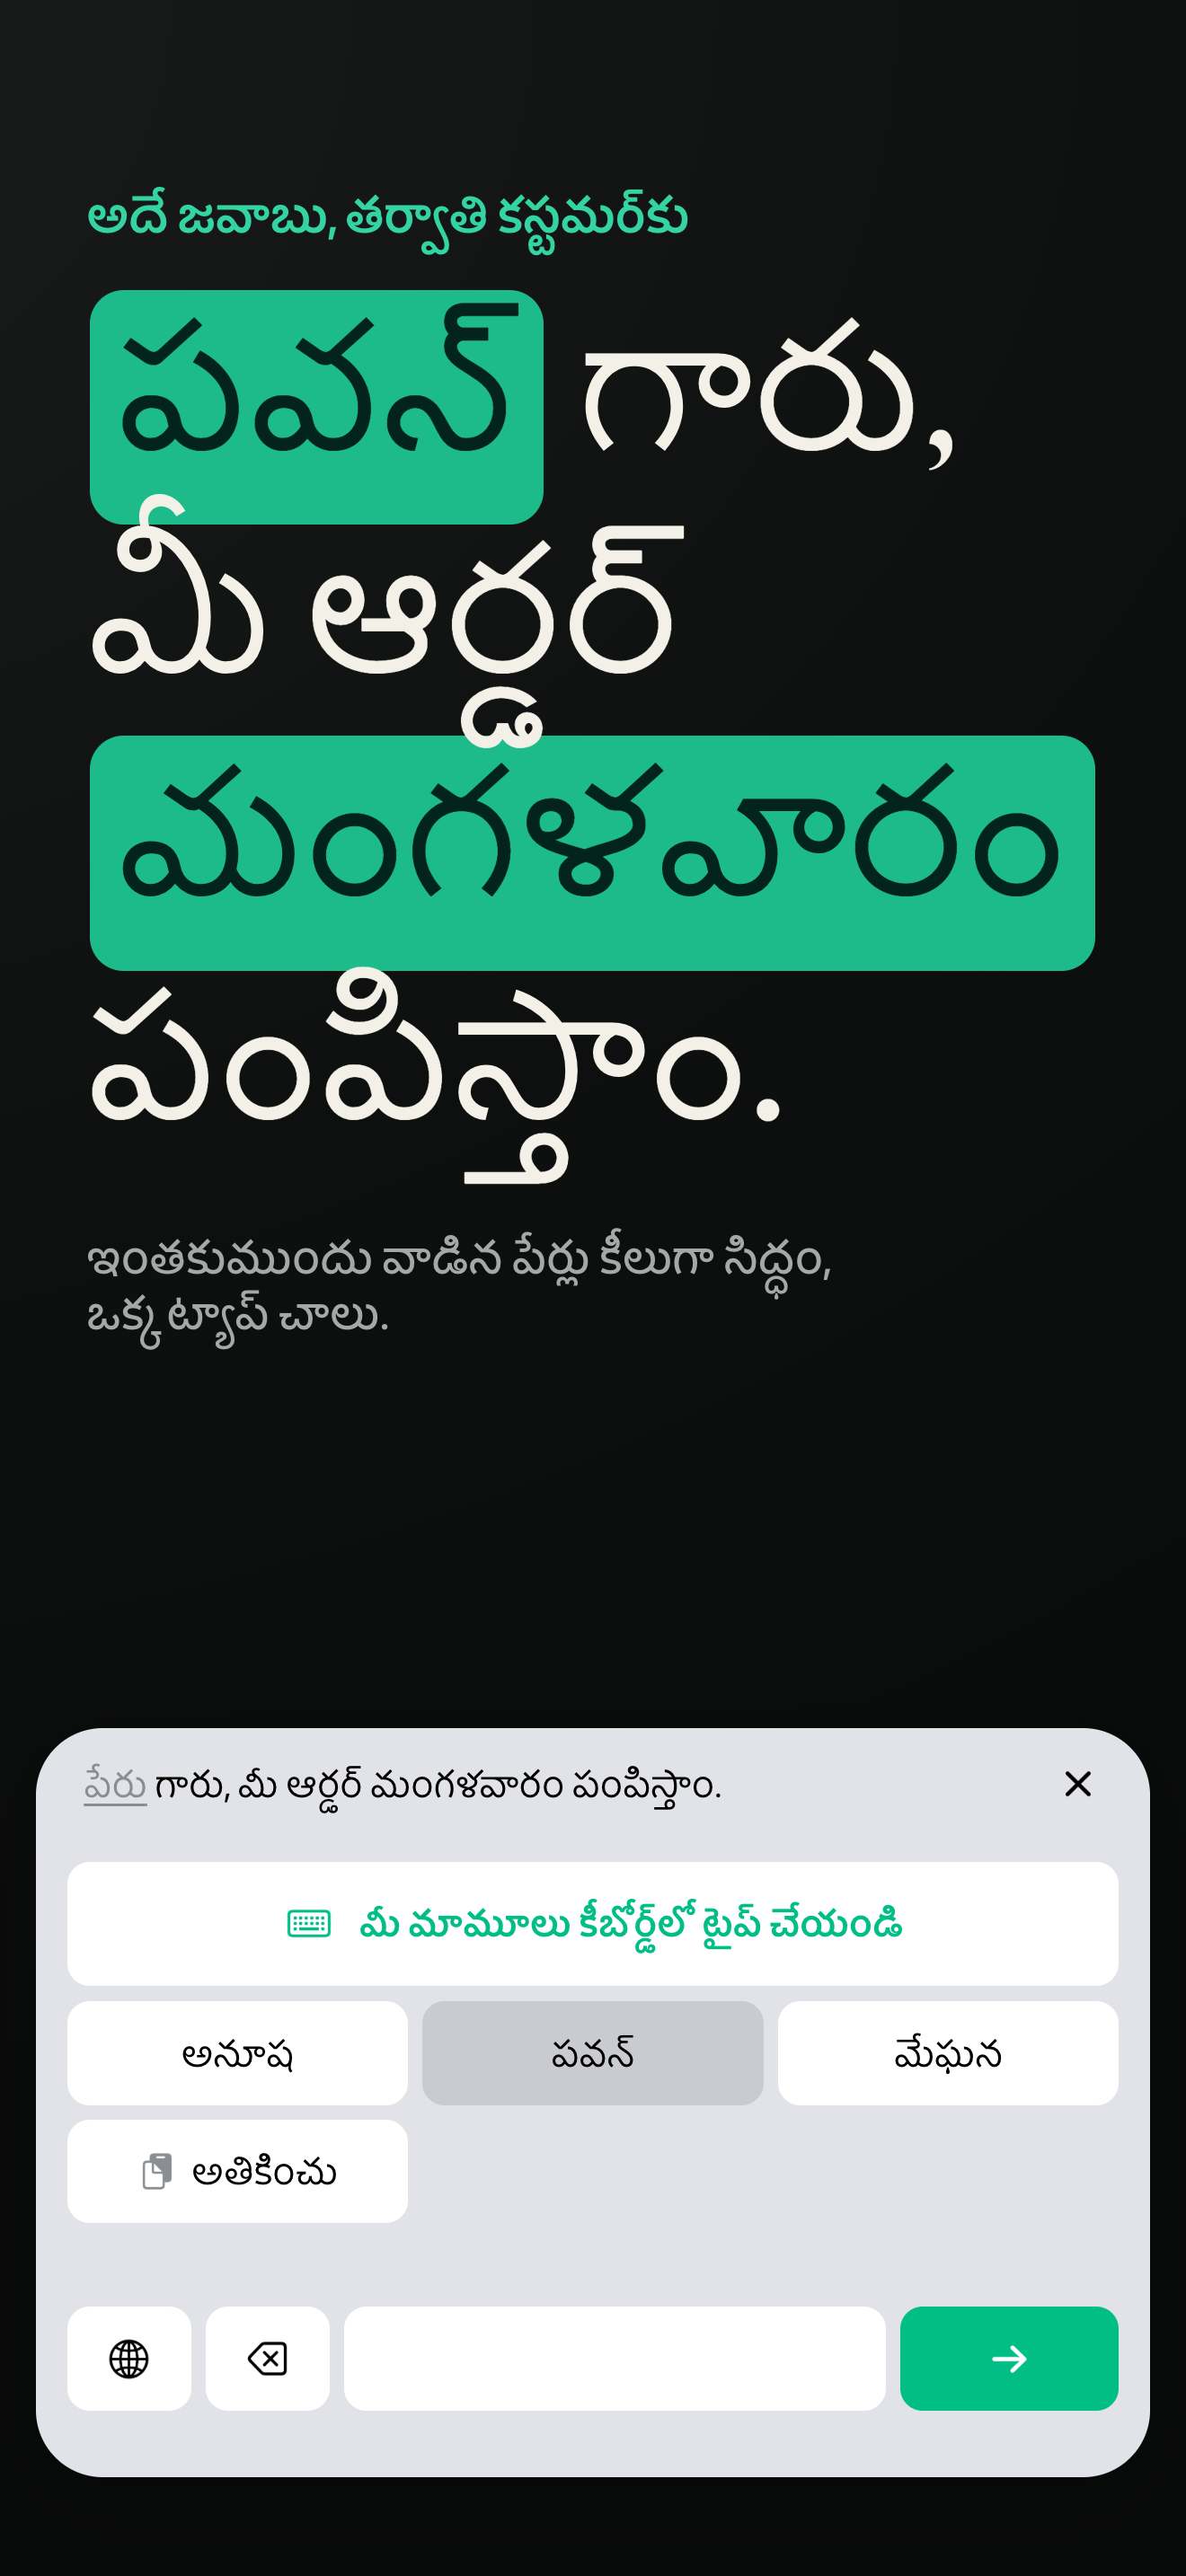 అదే జవాబు, తర్వాతి కస్టమర్‌కు
పవన్ గారు,
మీ ఆర్డర్
మంగళవారం
పంపిస్తాం.
ఇంతకుముందు వాడిన పేర్లు కీలుగా సిద్ధం,
ఒక్క ట్యాప్ చాలు.
పేరు గారు, మీ ఆర్డర్ మంగళవారం పంపిస్తాం.
మీ మామూలు కీబోర్డ్‌లో టైప్ చేయండి
అనూష పవన్ మేఘన
అతికించు